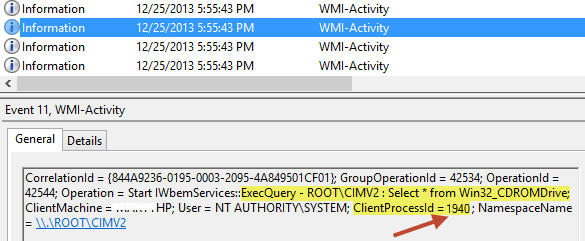 Information 12/25/2013 5:55:43 PM WMI-Activity
Information 12/25/2013 5:55:43 PM WMI-Activity
Information 12/25/2013 5:55:43 PM WMI-Activity
Information 12/25/2013 5:55:43 PM WMI-Activity
Event 11, WMI-Activity
General Details
CorrelationId = {844A9236-0195-0003-2095-4A849501CF01}; GroupOperationId = 42534; OperationId =
42544; Operation = Start IWbemServices::ExecQuery - ROOT\CIMV2 : Select * from Win32_CDROMDrive;
ClientMachine = HP; User = NT AUTHORITY\SYSTEM; ClientProcessId = 1940; NamespaceName
= \\.\ROOT\CIMV2